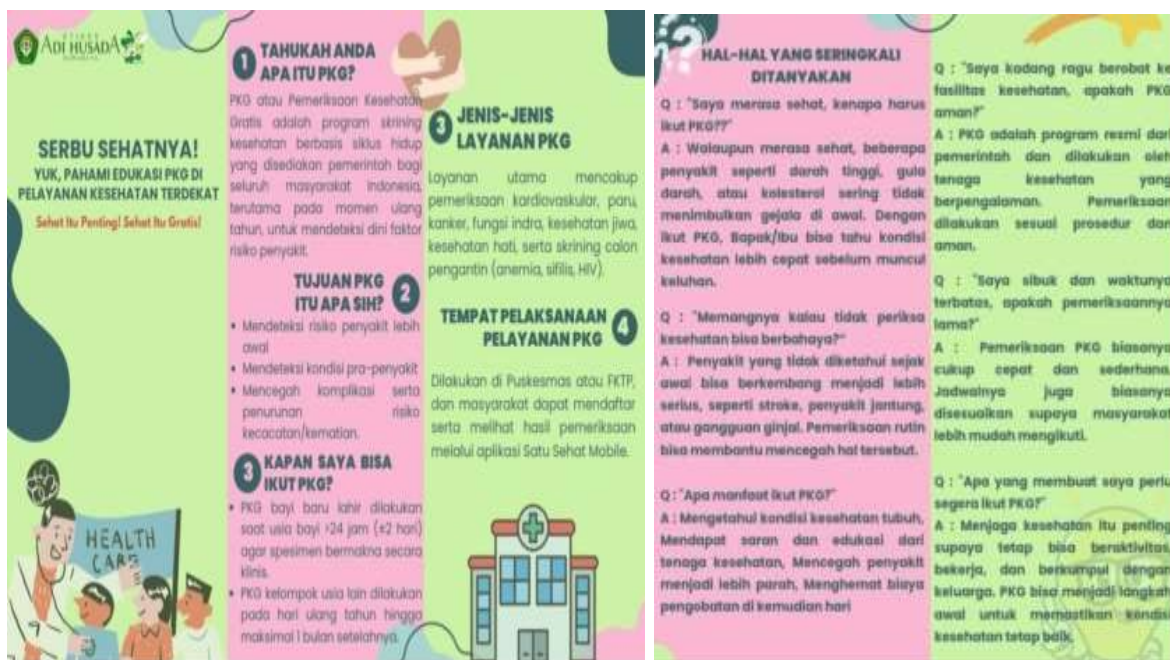 ADI HUSADA
SERBU SEHATNYA!
YUK, PAHAMI EDUKASI PKG DI
PELAYANAN KESEHATAN TERDEKAT
Sehat Itu Penting! Sehat Itu Gratis!
HEALTH
CARE
1 TAHUKAH ANDA
APA ITU PKG?
PKG atau Pemeriksaan Kesehatan
Gratis adalah program skrining
kesehatan berbasis siklus hidup
yang disediakan pemerintah bagi
seluruh masyarakat Indonesia,
terutama pada momen ulang
tahun, untuk mendeteksi dini faktor
risiko penyakit.
TUJUAN PKG
ITU APA SIH? 2
• Mendeteksi risiko penyakit lebih
awal
• Mendeteksi kondisi pra-penyakit
• Mencegah komplikasi serta
penurunan risiko
kecacatan/kematian.
3 KAPAN SAYA BISA
IKUT PKG?
• PKG bayi baru lahir dilakukan
saat usia bayi >24 jam (±2 hari)
agar spesimen bermakna secara
klinis.
• PKG kelompok usia lain dilakukan
pada hari ulang tahun hingga
maksimal 1 bulan setelahnya.
3 JENIS-JENIS
LAYANAN PKG
Layanan utama mencakup
pemeriksaan kardiovaskular, paru,
kanker, fungsi indra, kesehatan jiwa,
kesehatan hati, serta skrining calon
pengantin (anemia, sifilis, HIV).
TEMPAT PELAKSANAAN 4
PELAYANAN PKG
Dilakukan di Puskesmas atau FKTP,
dan masyarakat dapat mendaftar
serta melihat hasil pemeriksaan
melalui aplikasi Satu Sehat Mobile.
HAL-HAL YANG SERINGKALI
DITANYAKAN
Q : "Saya merasa sehat, kenapa harus
ikut PKG??"
A : Walaupun merasa sehat, beberapa
penyakit seperti darah tinggi, gula
darah, atau kolesterol sering tidak
menimbulkan gejala di awal. Dengan
ikut PKG, Bapak/Ibu bisa tahu kondisi
kesehatan lebih cepat sebelum muncul
keluhan.
Q : "Memangnya kalau tidak periksa
kesehatan bisa berbahaya?"
A : Penyakit yang tidak diketahui sejak
awal bisa berkembang menjadi lebih
serius, seperti stroke, penyakit jantung,
atau gangguan ginjal. Pemeriksaan rutin
bisa membantu mencegah hal tersebut.
Q : "Apa manfaat ikut PKG?"
A : Mengetahui kondisi kesehatan tubuh,
Mendapat saran dan edukasi dari
tenaga kesehatan, Mencegah penyakit
menjadi lebih parah, Menghemat biaya
pengobatan di kemudian hari
Q : "Saya kadang ragu berobat ke
fasilitas kesehatan, apakah PKG
aman?"
A : PKG adalah program resmi dari
pemerintah dan dilakukan oleh
tenaga kesehatan yang
berpengalaman. Pemeriksaan
dilakukan sesuai prosedur dan
aman.
Q : "Saya sibuk dan waktunya
terbatas, apakah pemeriksaannya
lama?"
A : Pemeriksaan PKG biasanya
cukup cepat dan sederhana.
Jadwalnya juga biasanya
disesuaikan supaya masyarakat
lebih mudah mengikuti.
Q : "Apa yang membuat saya perlu
segera ikut PKG?"
A : Menjaga kesehatan itu penting
supaya tetap bisa beraktivitas,
bekerja, dan berkumpul dengan
keluarga. PKG bisa menjadi langkah
awal untuk memastikan kondisi
kesehatan tetap baik.